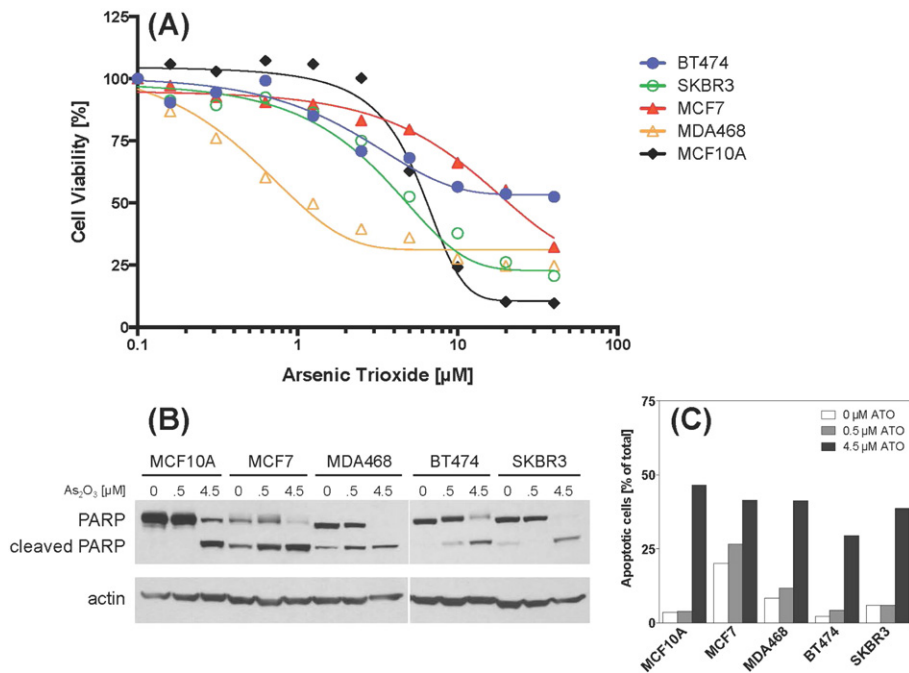 (A)
125
100
75
50
25
0
Cell Viability [%]
0.1
1
10
100
Arsenic Trioxide [µM]
BT474
SKBR3
MCF7
MDA468
MCF10A
(B)
MCF10A MCF7 MDA468 BT474 SKBR3
As₂O₃ [µM] 0 .5 4.5 0 .5 4.5 0 .5 4.5 0 .5 4.5 0 .5 4.5
PARP
cleaved PARP
actin
(C)
75
50
25
0
Apoptotic cells [% of total]
0 µM ATO
0.5 µM ATO
4.5 µM ATO
MCF10A
MCF7
MDA468
BT474
SKBR3